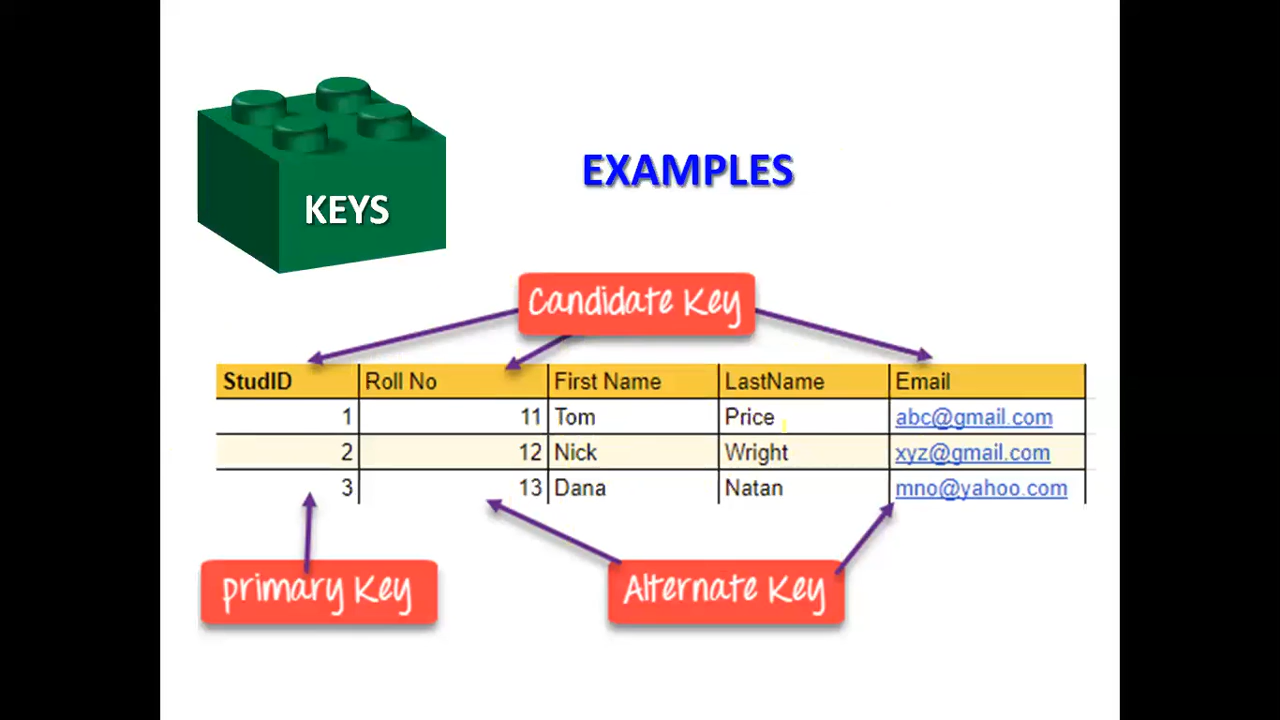 KEYS
EXAMPLES
Candidate Key
StudID Roll No First Name LastName Email
1 11 Tom Price abc@gmail.com
2 12 Nick Wright xyz@gmail.com
3 13 Dana Natan mno@yahoo.com
primary Key Alternate Key